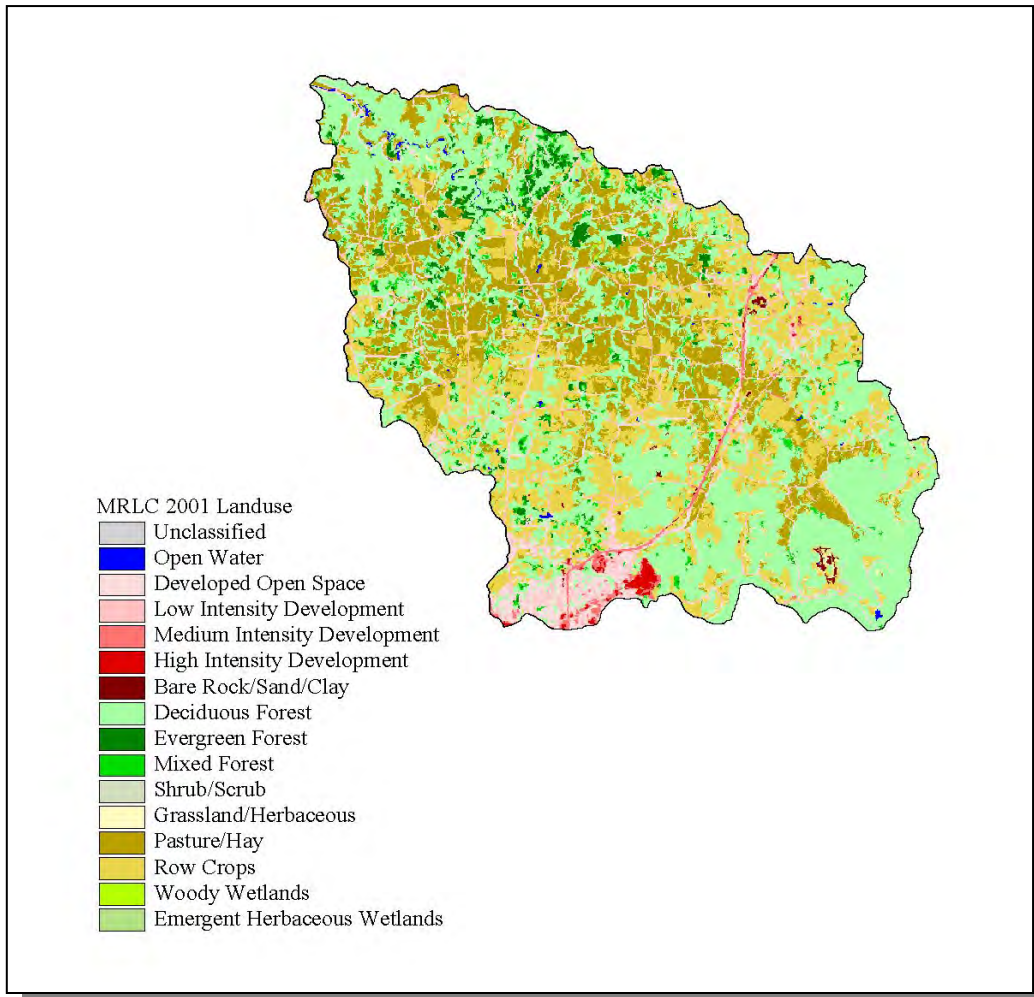 MRLC 2001 Landuse
Unclassified
Open Water
Developed Open Space
Low Intensity Development
Medium Intensity Development
High Intensity Development
Bare Rock/Sand/Clay
Deciduous Forest
Evergreen Forest
Mixed Forest
Shrub/Scrub
Grassland/Herbaceous
Pasture/Hay
Row Crops
Woody Wetlands
Emergent Herbaceous Wetlands